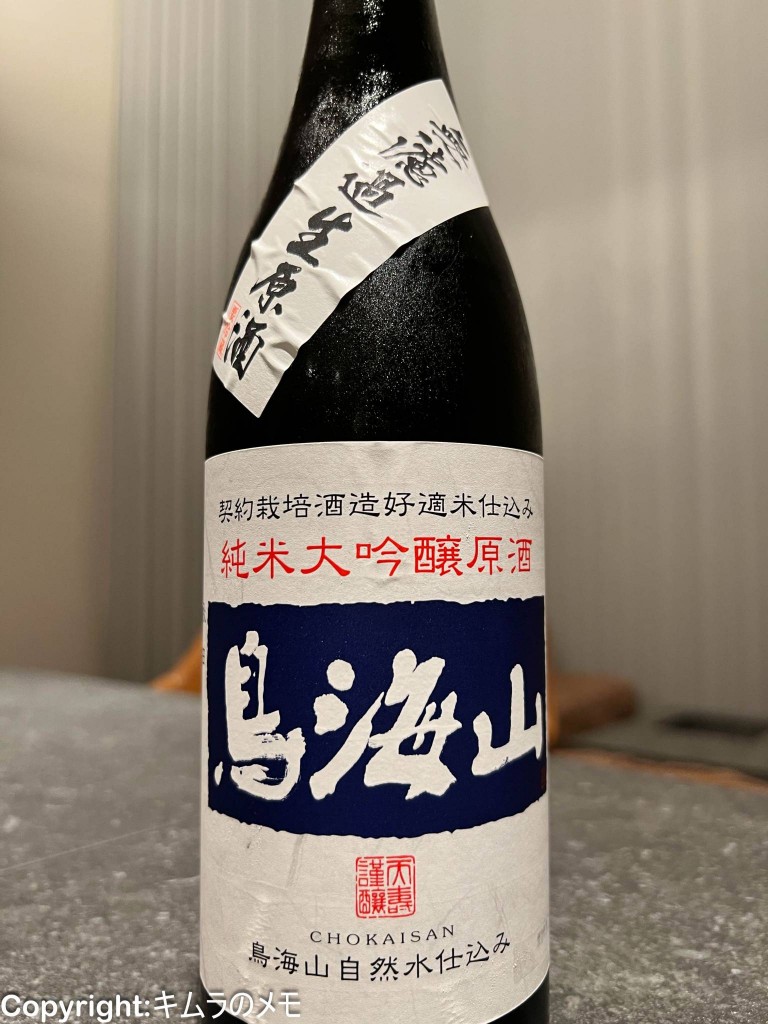 無濾過生原酒
契約栽培酒造好適米仕込み
純米大吟醸原酒
鳥海山
天壽
謹醸
CHOKAISAN
鳥海山自然水仕込み
Copyright:キムラのメモ